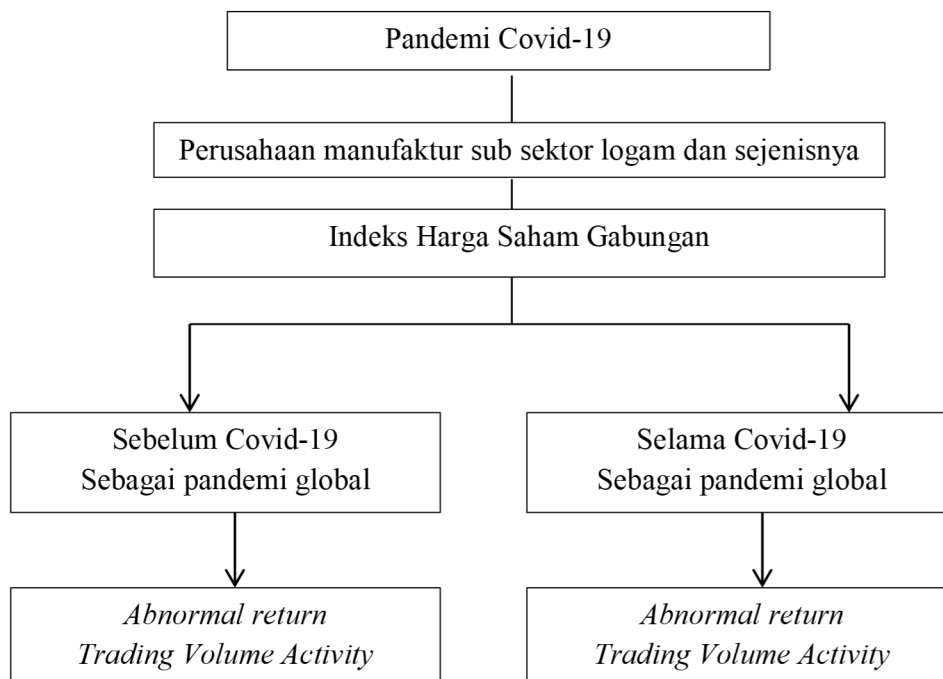 Pandemi Covid-19
Perusahaan manufaktur sub sektor logam dan sejenisnya
Indeks Harga Saham Gabungan
Sebelum Covid-19
Sebagai pandemi global
Selama Covid-19
Sebagai pandemi global
Abnormal return
Trading Volume Activity
Abnormal return
Trading Volume Activity